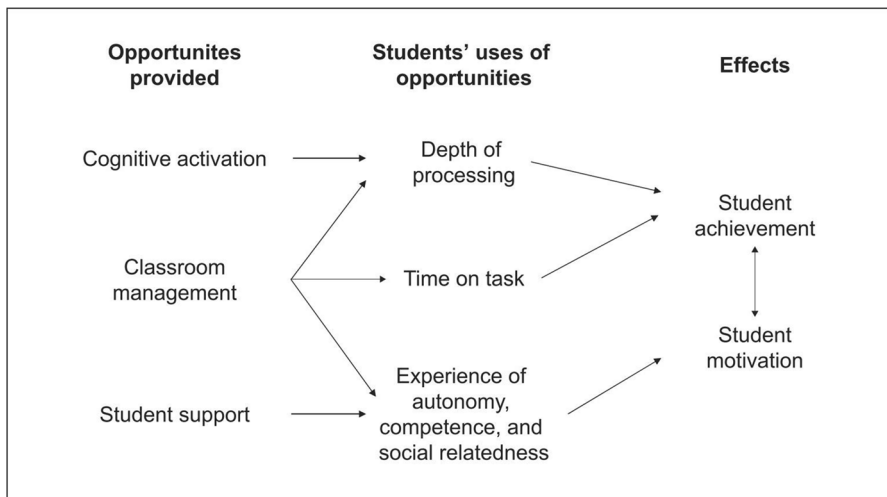 Opportunites
provided
Students’ uses of
opportunities
Effects
Cognitive activation
Depth of
processing
Student
achievement
Classroom
management
Time on task
Student
motivation
Student support
Experience of
autonomy,
competence, and
social relatedness